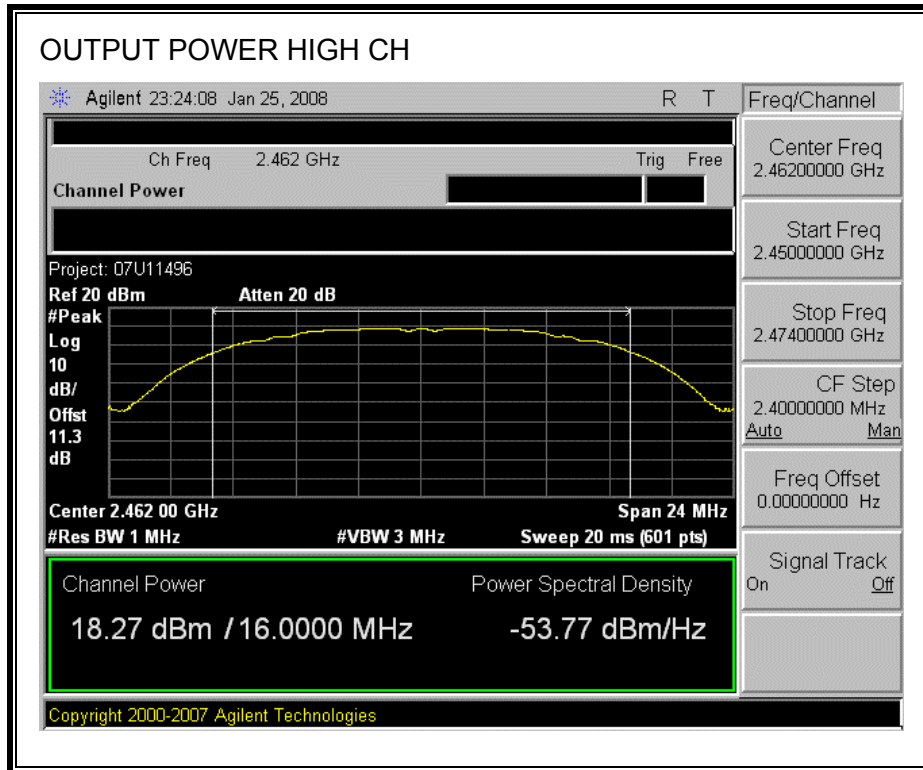 OUTPUT POWER HIGH CH
Agilent 23:24:08 Jan 25, 2008 R T
Freq/Channel
Ch Freq 2.462 GHz Trig Free
Channel Power
Center Freq
2.46200000 GHz
Start Freq
2.45000000 GHz
Project: 07U11496
Ref 20 dBm Atten 20 dB
#Peak
Log
10
dB/
Offst
11.3
dB
Stop Freq
2.47400000 GHz
CF Step
2.40000000 MHz
Auto Man
Freq Offset
0.00000000 Hz
Center 2.462 00 GHz Span 24 MHz
#Res BW 1 MHz #VBW 3 MHz Sweep 20 ms (601 pts)
Signal Track
On Off
Channel Power Power Spectral Density
18.27 dBm / 16.0000 MHz -53.77 dBm/Hz
Copyright 2000-2007 Agilent Technologies